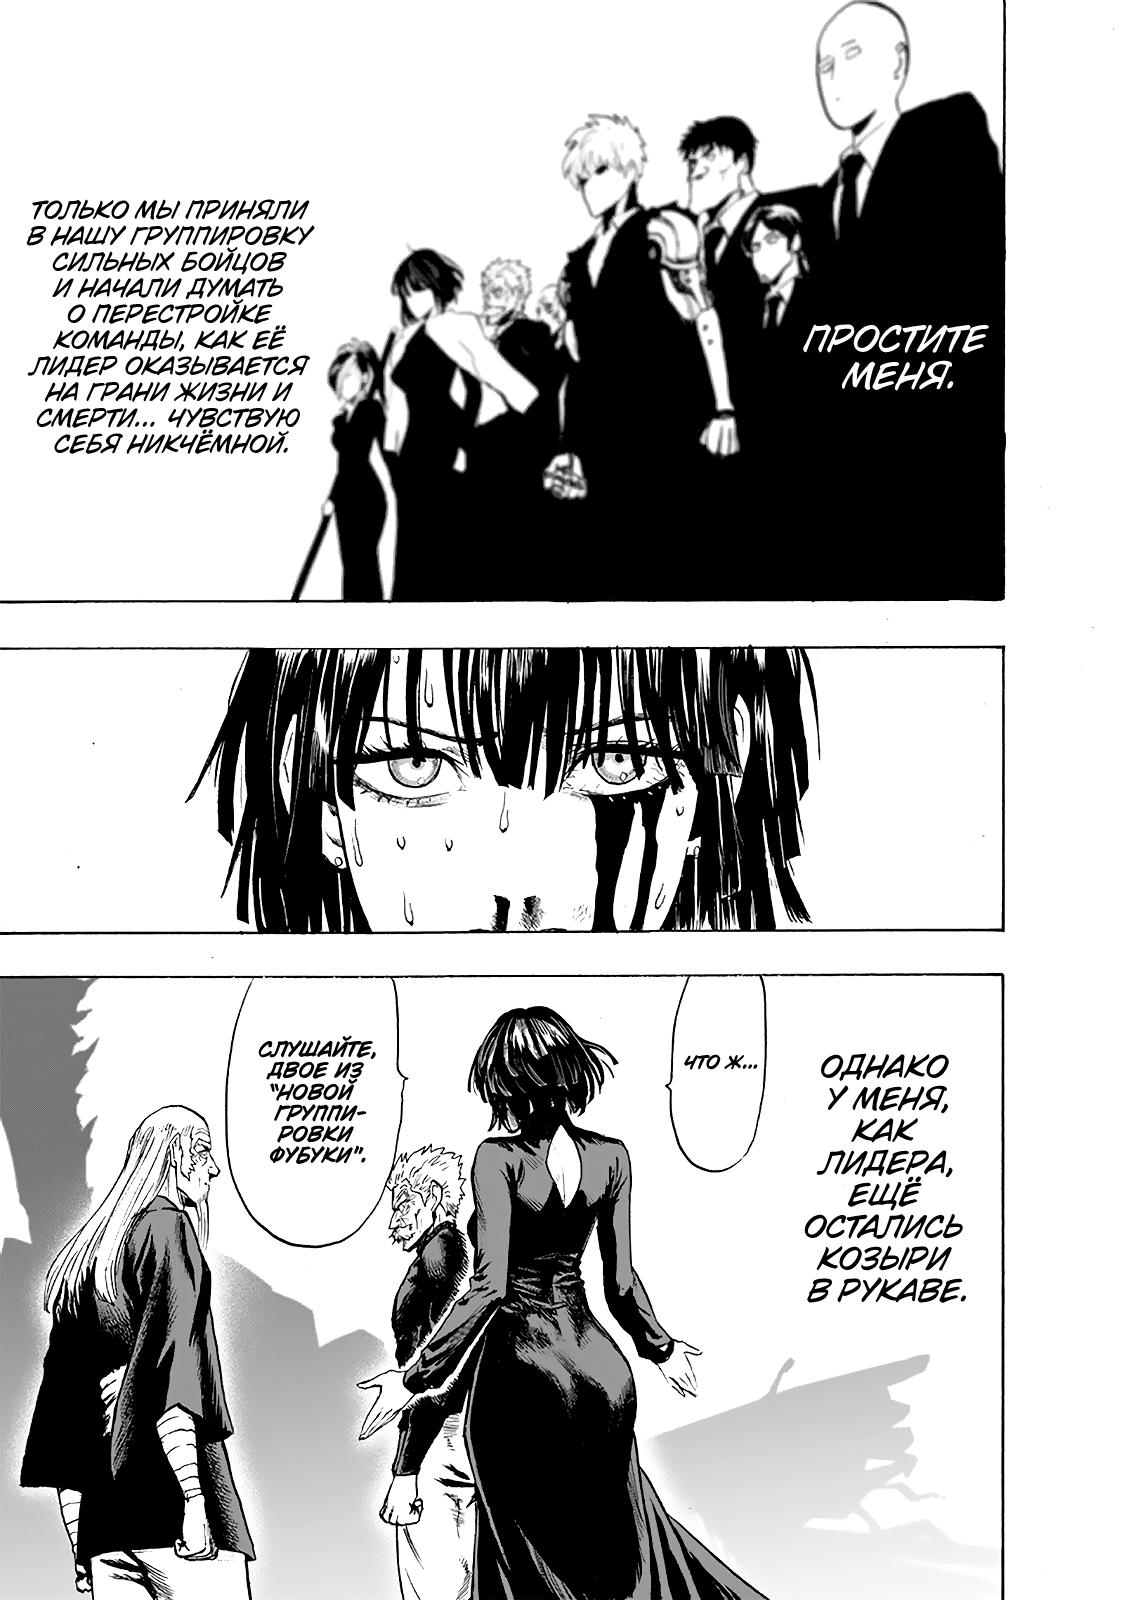 ПРОСТИТЕ
МЕНЯ.
ТОЛЬКО МЫ ПРИНЯЛИ
В НАШУ ГРУППИРОВКУ
СИЛЬНЫХ БОЙЦОВ
И НАЧАЛИ ДУМАТЬ
О ПЕРЕСТРОЙКЕ
КОМАНДЫ, КАК ЕЁ
ЛИДЕР ОКАЗЫВАЕТСЯ
НА ГРАНИ ЖИЗНИ И
СМЕРТИ... ЧУВСТВУЮ
СЕБЯ НИКЧЁМНОЙ.
ОДНАКО
У МЕНЯ,
КАК
ЛИДЕРА,
ЕЩЁ
ОСТАЛИСЬ
КОЗЫРИ
В РУКАВЕ.
ЧТО Ж...
СЛУШАЙТЕ,
ДВОЕ ИЗ
"НОВОЙ
ГРУППИ-
РОВКИ
ФУБУКИ".